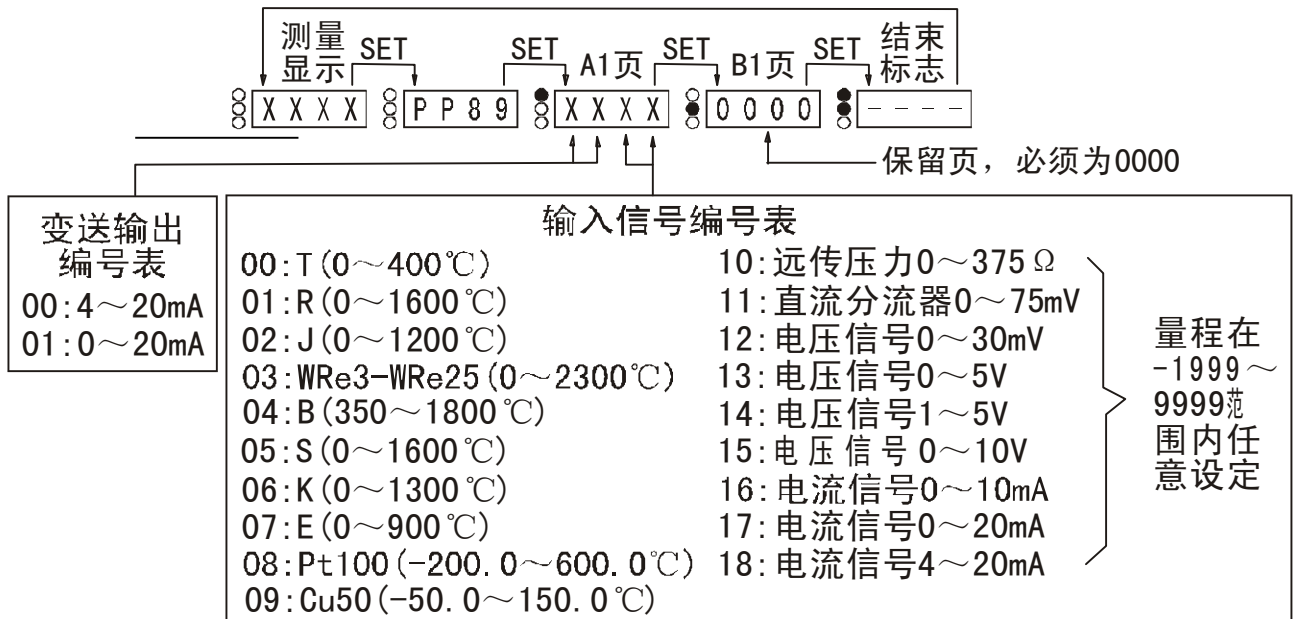 测量 SET SET A1页 SET B1页 SET 结束
显示 标志
X X X X P P 8 9 X X X X 0 0 0 0 - - - -
保留页，必须为0000
变送输出
编号表
00:4～20mA
01:0～20mA
输入信号编号表
00:T(0～400℃)
01:R(0～1600℃)
02:J(0～1200℃)
03:WRe3-WRe25(0～2300℃)
04:B(350～1800℃)
05:S(0～1600℃)
06:K(0～1300℃)
07:E(0～900℃)
08:Pt100(-200.0～600.0℃)
09:Cu50(-50.0～150.0℃)
10:远传压力0～375Ω
11:直流分流器0～75mV
12:电压信号0～30mV
13:电压信号0～5V
14:电压信号1～5V
15:电压信号0～10V
16:电流信号0～10mA
17:电流信号0～20mA
18:电流信号4～20mA
量程在
-1999～
9999范
围内任
意设定